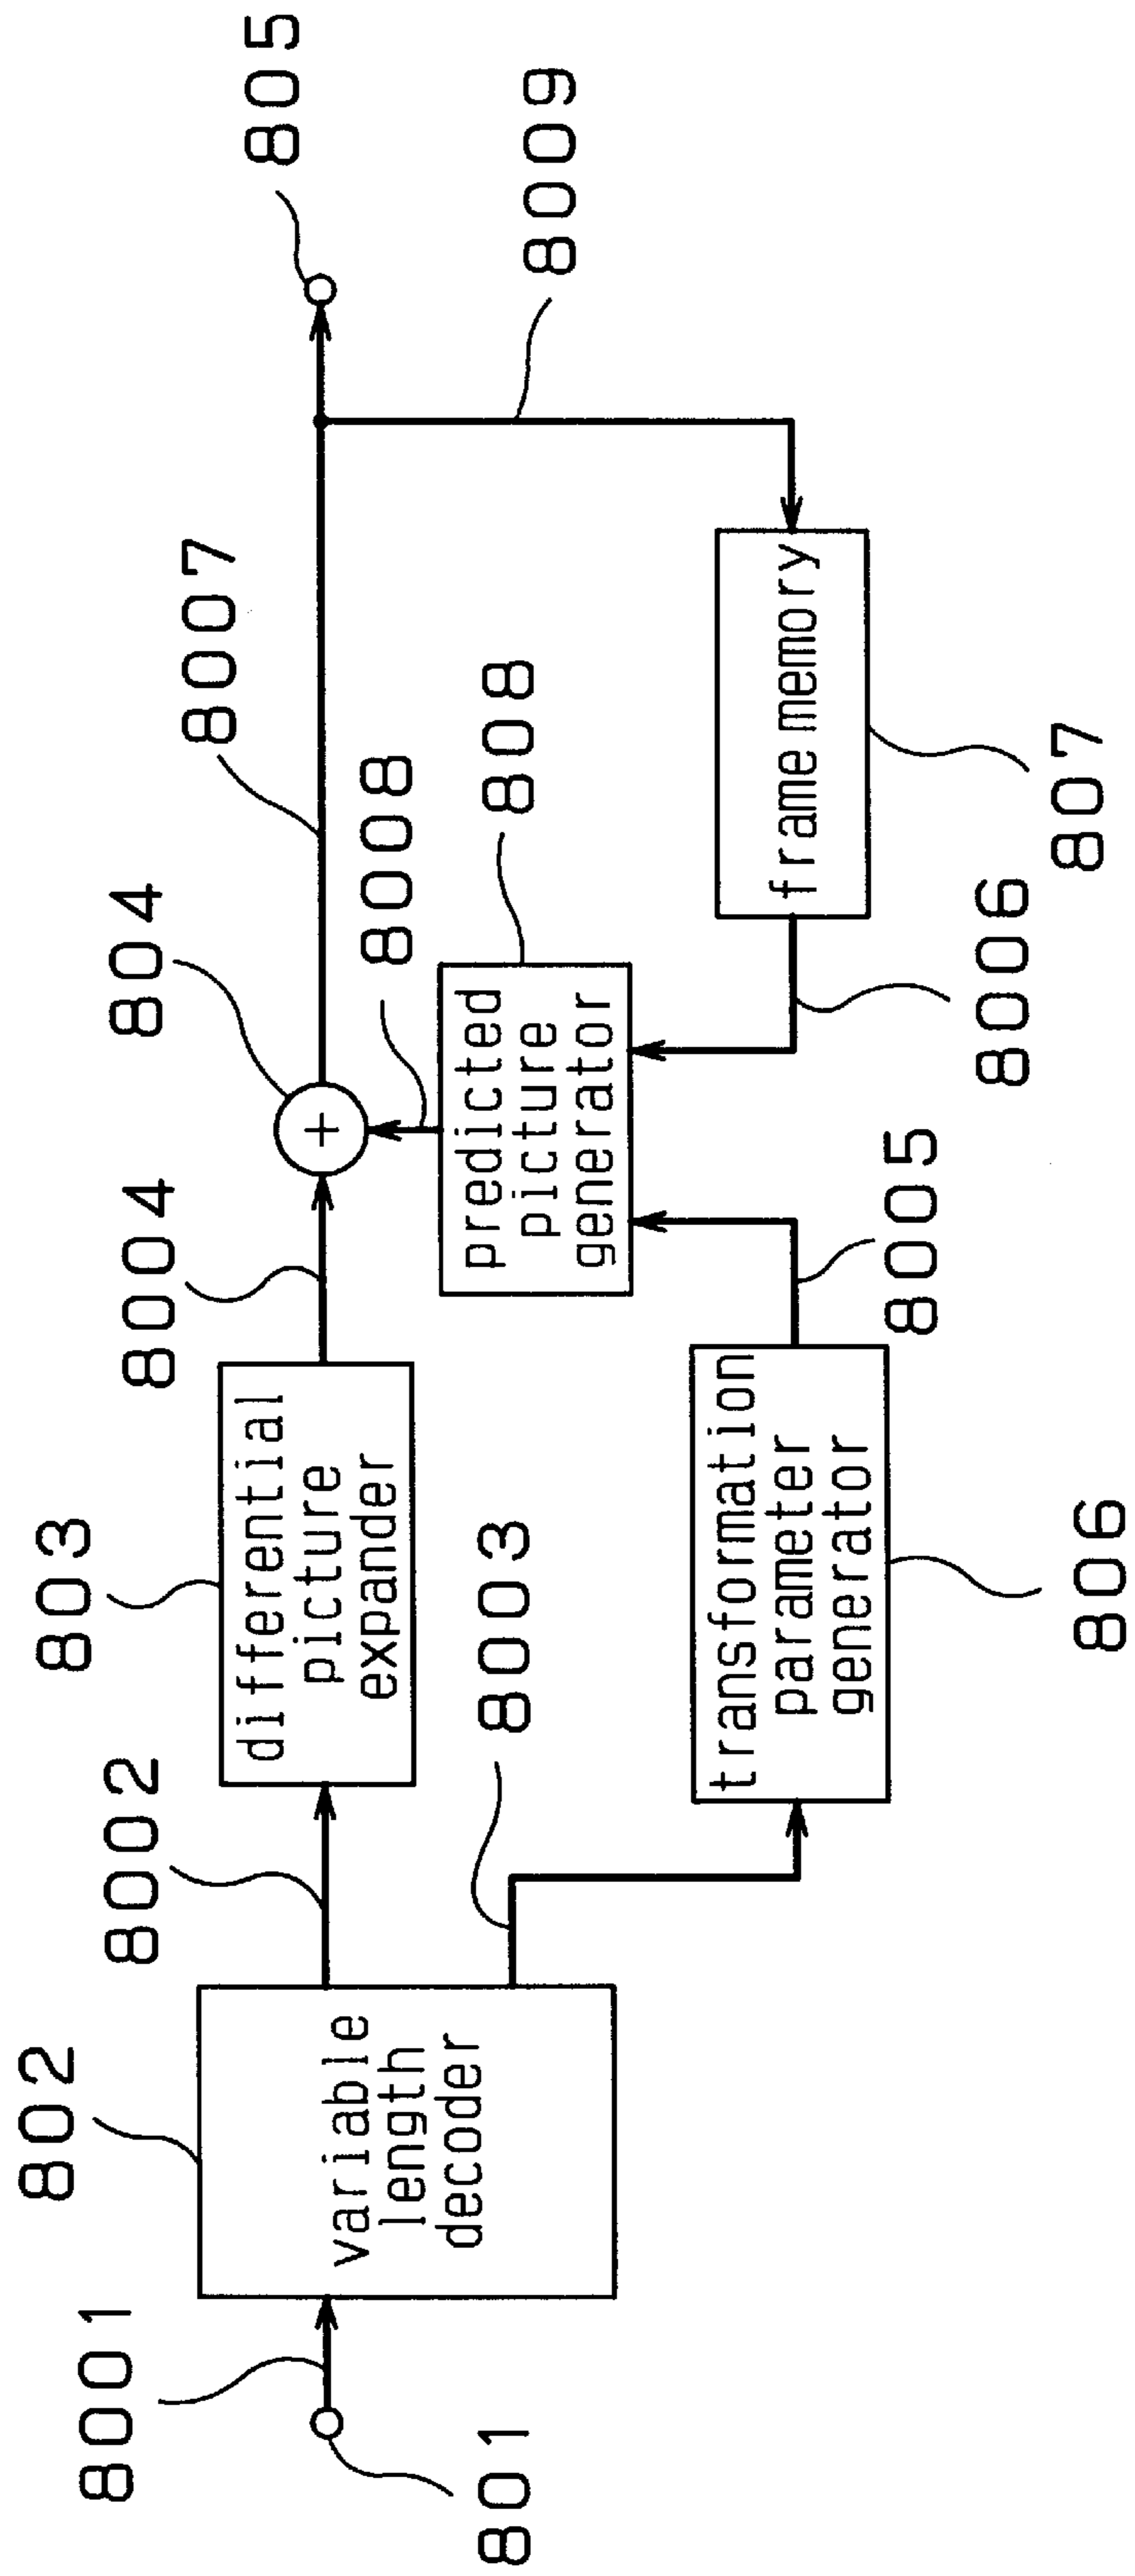 801
8001
802
variable
length
decoder
8002
8003
803
differential
picture
expander
8004
804
+
8007
805
8009
8008
808
predicted
picture
generator
transformation
parameter
generator
806
8005
8006
frame memory
807